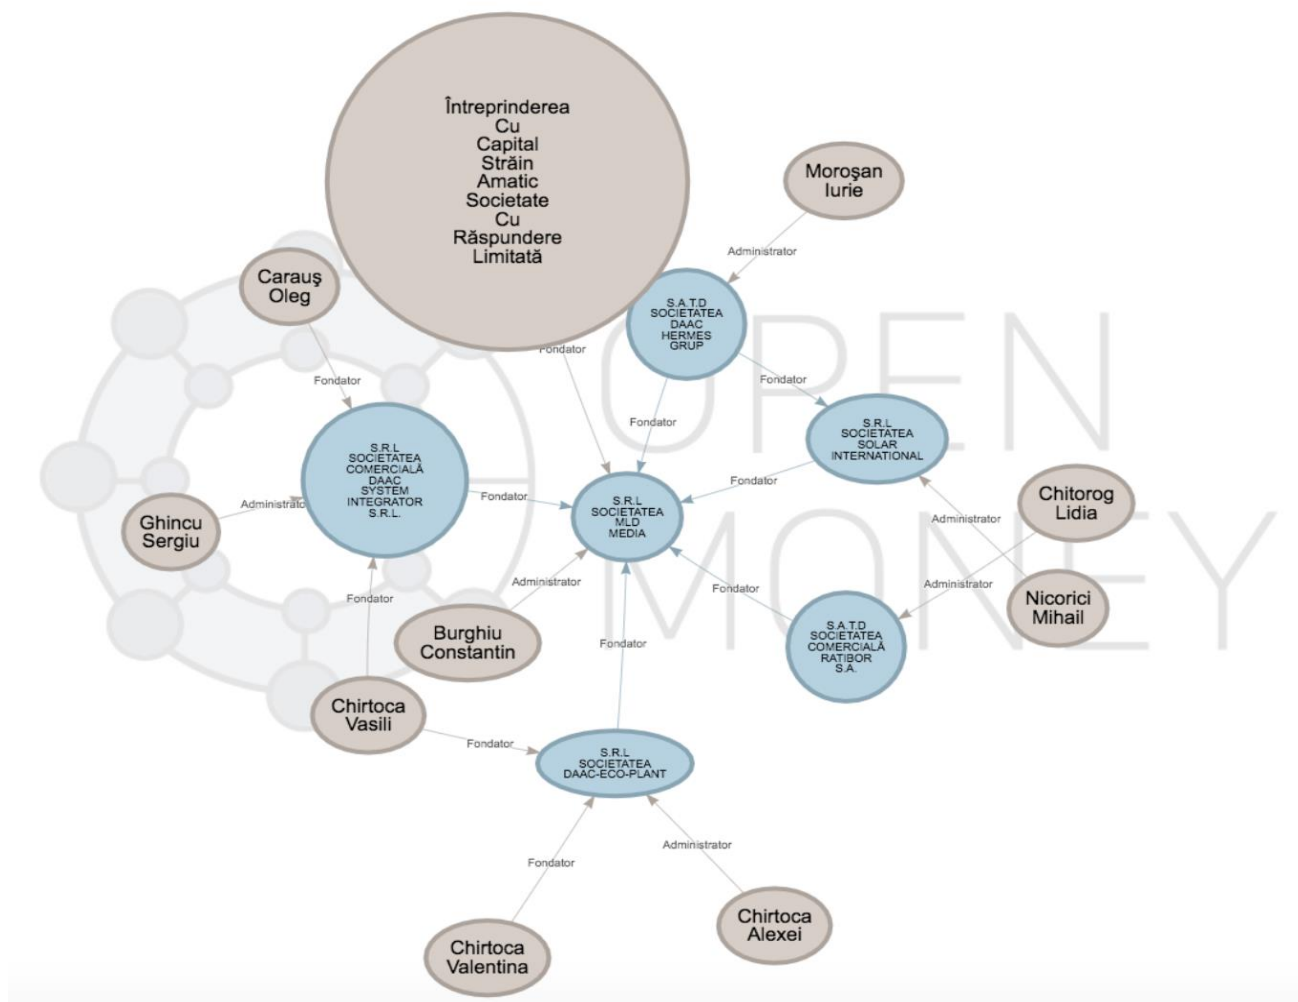 Întreprinderea
Cu
Capital
Străin
Amatic
Societate
Cu
Răspundere
Limitată
Moroşan
Iurie
Administrator
Carauş
Oleg
S.A.T.D
SOCIETATEA
DAAC
HERMES
GRUP
OPEN
MONEY
Fondator
Fondator
Fondator
Fondator
S.R.L
SOCIETATEA
SOLAR
INTERNATIONAL
S.R.L
SOCIETATEA
COMERCIALĂ
DAAC
SYSTEM
INTEGRATOR
S.R.L.
Fondator
Fondator
S.R.L
SOCIETATEA
MLD
MEDIA
Chitorog
Lidia
Administrator
Ghincu
Sergiu
Administrato
Administrator
Fondator
Administrator
Nicorici
Mihail
Fondator
Burghiu
Constantin
Fondator
S.A.T.D
SOCIETATEA
COMERCIALĂ
RATIBOR
S.A.
Chirtoca
Vasili
Fondator
S.R.L
SOCIETATEA
DAAC-ECO-PLANT
Administrator
Fondator
Chirtoca
Alexei
Chirtoca
Valentina